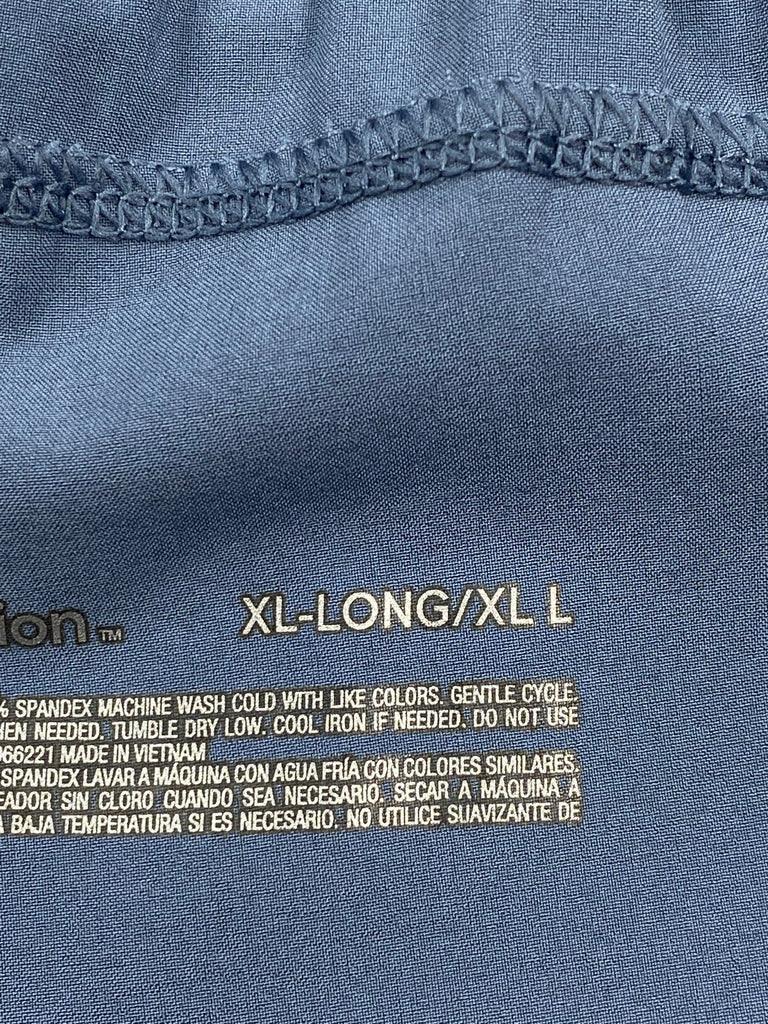 ion™
XL-LONG/XL L
% SPANDEX MACHINE WASH COLD WITH LIKE COLORS. GENTLE CYCLE.
HEN NEEDED. TUMBLE DRY LOW. COOL IRON IF NEEDED. DO NOT USE
066221 MADE IN VIETNAM
SPANDEX LAVAR A MÁQUINA CON AGUA FRÍA CON COLORES SIMILARES.
EADOR SIN CLORO CUANDO SEA NECESARIO. SECAR A MÁQUINA A
A BAJA TEMPERATURA SI ES NECESARIO. NO UTILICE SUAVIZANTE DE